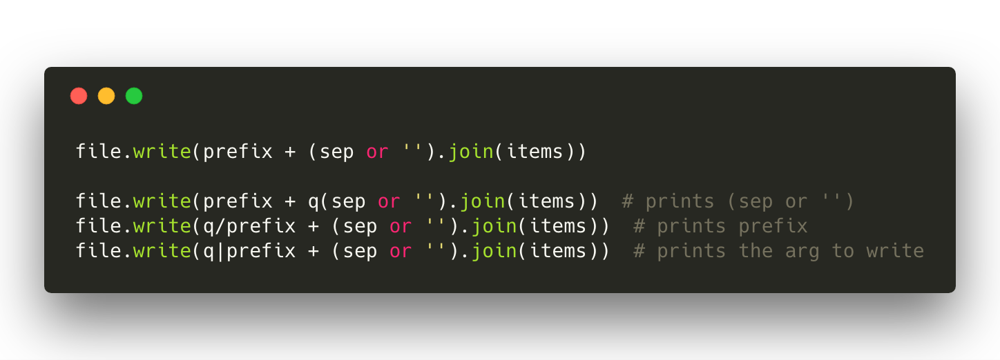 file.write(prefix + (sep or '').join(items))
file.write(prefix + q(sep or '').join(items))  # prints (sep or '')
file.write(q/prefix + (sep or '').join(items))  # prints prefix
file.write(q|prefix + (sep or '').join(items))  # prints the arg to write